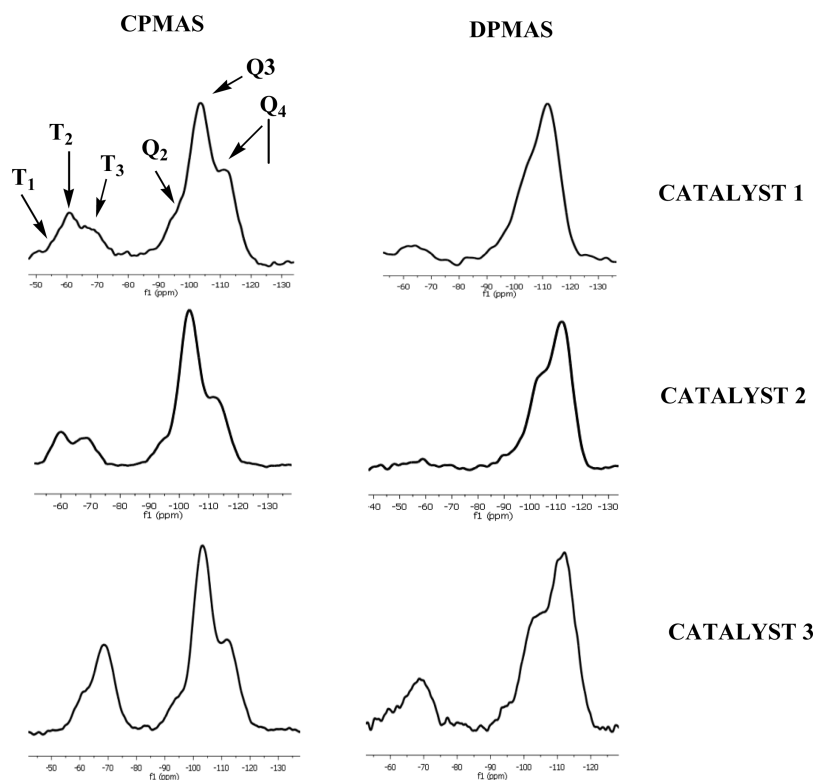 CPMAS
DPMAS
Q3
Q4
T2
Q2
T3
T1
CATALYST 1
-50 -60 -70 -80 -90 -100 -110 -120 -130
f1 (ppm)
-60 -70 -80 -90 -100 -110 -120 -130
f1 (ppm)
CATALYST 2
-60 -70 -80 -90 -100 -110 -120 -130
f1 (ppm)
-40 -50 -60 -70 -80 -90 -100 -110 -120 -130
f1 (ppm)
CATALYST 3
-50 -60 -70 -80 -90 -100 -110 -120 -130
f1 (ppm)
-60 -70 -80 -90 -100 -110 -120
f1 (ppm)